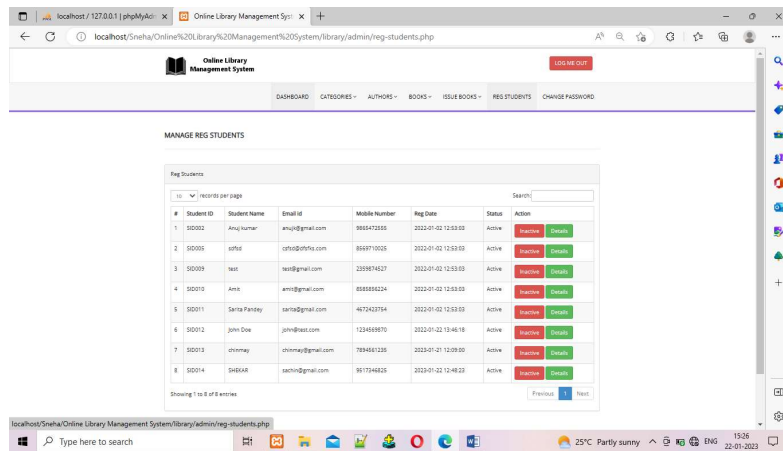 localhost / 127.0.0.1 | phpMyAdm
Online Library Management Syst
localhost/Sneha/Online%20Library%20Management%20System/library/admin/reg-students.php
Online Library
Management System
LOG ME OUT
DASHBOARD CATEGORIES AUTHORS BOOKS ISSUE BOOKS REG STUDENTS CHANGE PASSWORD
MANAGE REG STUDENTS
Reg Students
10 records per page Search:
# Student ID Student Name Email id Mobile Number Reg Date Status Action
1 SID002 Anuj kumar anujk@gmail.com 2022-01-02 12:53:03 Active Inactive Details
2 SID005 sdfsd 8569710025 2022-01-02 12:53:03 Active Inactive Details
3 SID009 test test@gmail.com 2359874527 2022-01-02 12:53:03 Active Inactive Details
4 SID010 Amit amit@gmail.com 8585856224 2022-01-02 12:53:03 Active Inactive Details
5 SID011 Sarita Pandey sarita@gmail.com 4672423754 2022-01-02 12:53:03 Active Inactive Details
6 SID012 John Doe john@test.com 1234569870 2022-01-22 13:46:18 Active Inactive Details
7 SID013 chinmay chinmay@gmail.com 7894561235 2023-01-21 12:09:00 Active Inactive Details
8 SID014 SHEKAR sachin@gmail.com 9517346825 2023-01-22 12:48:23 Active Inactive Details
Showing 1 to 8 of 8 entries Previous 1 Next
localhost/Sneha/Online Library Management System/library/admin/reg-students.php
Type here to search 25°C Partly sunny ENG 15:26
22-01-2023